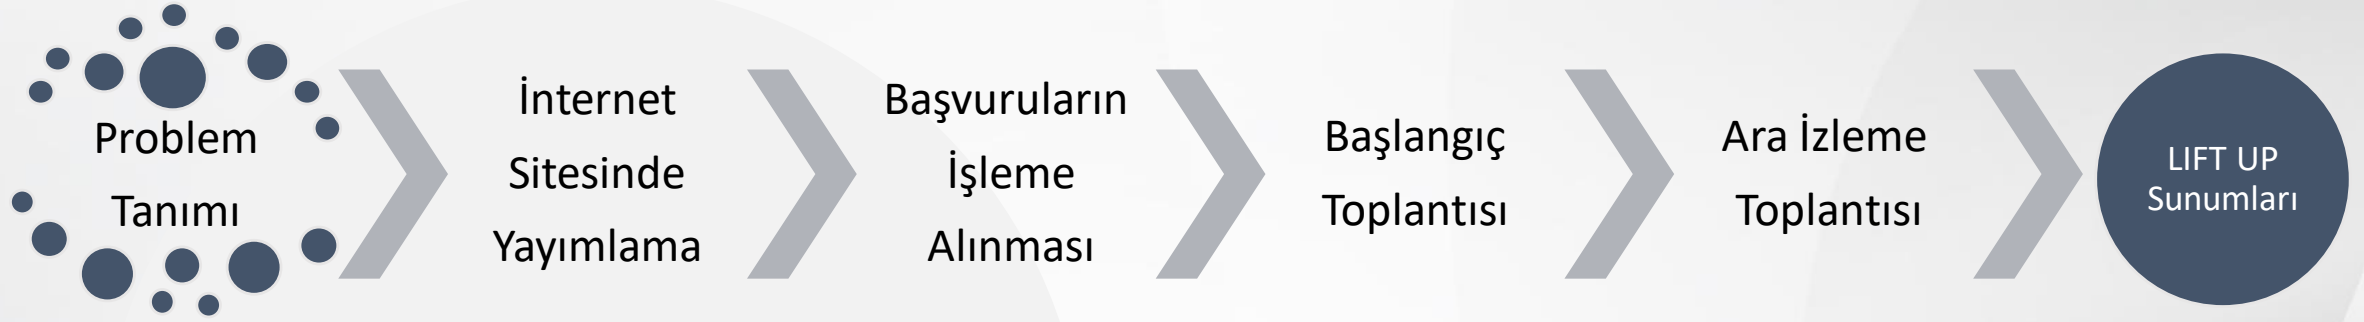 Problem
Tanımı
İnternet
Sitesinde
Yayımlama
Başvuruların
İşleme
Alınması
Başlangıç
Toplantısı
Ara İzleme
Toplantısı
LIFT UP
Sunumları